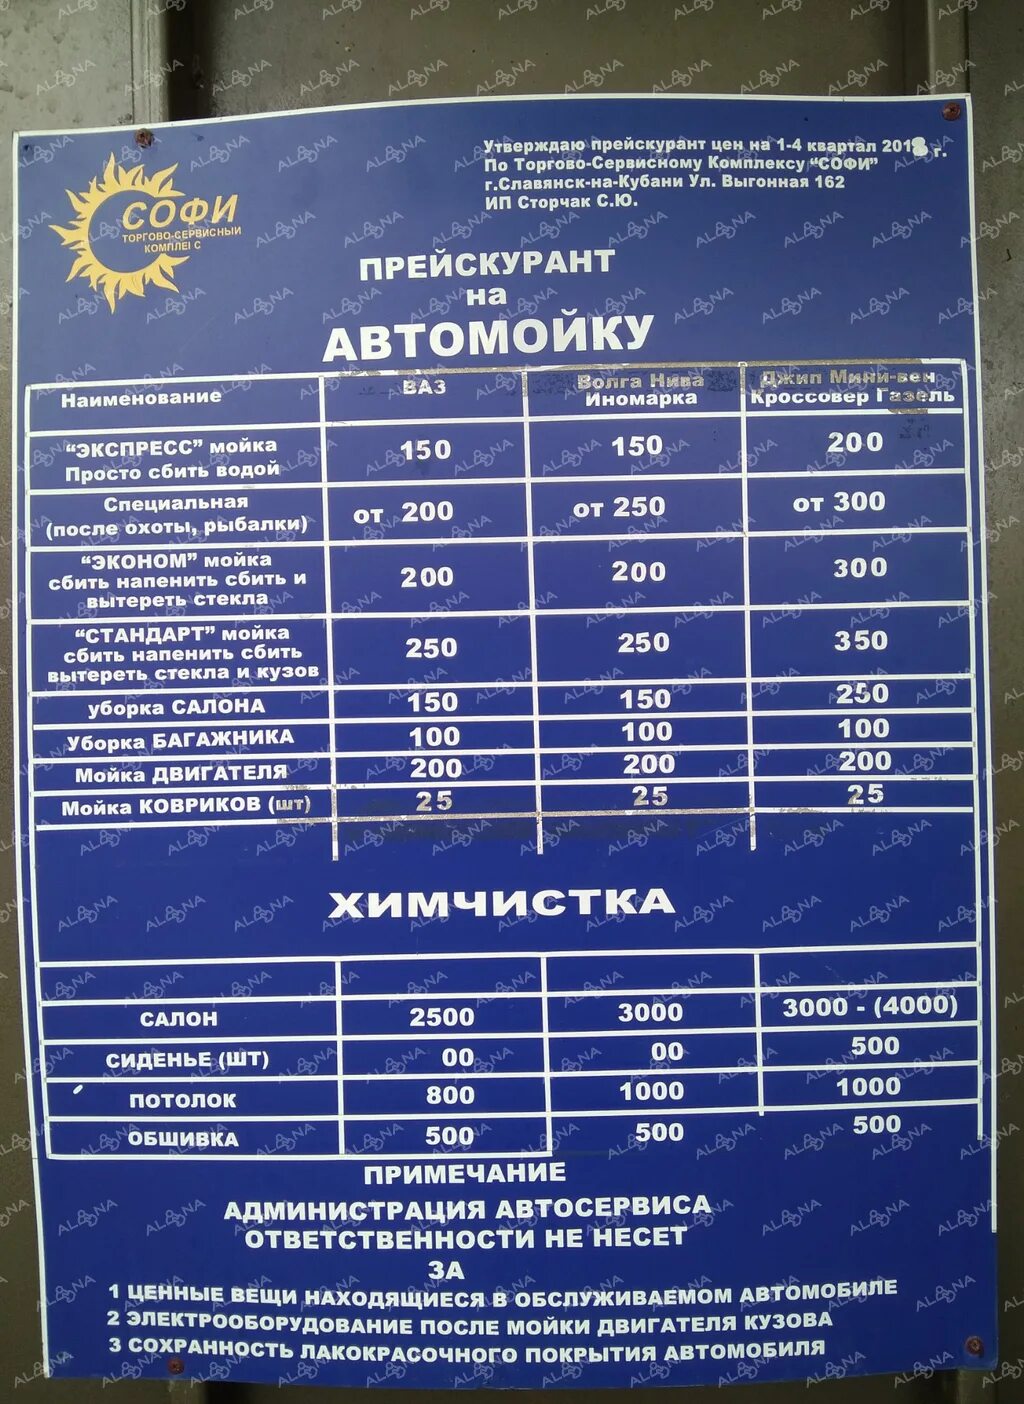 СОФИ
ТОРГОВО-СЕРВИСНЫЙ
Утверждаю прейскурант цен на 1-4 квартал 2018 г.
По Торгово-Сервисному Комплексу "СОФИ"
г.Славянск-на-Кубани Ул. Выгонная 162
ИП Сторчак С.Ю.
ПРЕЙСКУРАНТ
на
АВТОМОЙКУ
Наименование ВАЗ Волга Нива Иномарка Джип Мини-вен Кроссовер Газель
"ЭКСПРЕСС" мойка
Просто сбить водой 150 150 200
Специальная
(после охоты, рыбалки) от 200 от 250 от 300
"ЭКОНОМ" мойка
сбить напенить сбить и
вытереть стекла 200 200 300
"СТАНДАРТ" мойка
сбить напенить сбить
вытереть стекла и кузов 250 250 350
уборка САЛОНА 150 150 250
Уборка БАГАЖНИКА 100 100 100
Мойка ДВИГАТЕЛЯ 200 200 200
Мойка КОВРИКОВ (шт) 25 25 25
ХИМЧИСТКА
САЛОН 2500 3000 3000 - (4000)
СИДЕНЬЕ (ШТ) 00 00 500
ПОТОЛОК 800 1000 1000
ОБШИВКА 500 500 500
ПРИМЕЧАНИЕ
АДМИНИСТРАЦИЯ АВТОСЕРВИСА
ОТВЕТСТВЕННОСТИ НЕ НЕСЕТ
ЗА
1 ЦЕННЫЕ ВЕЩИ НАХОДЯЩИЕСЯ В ОБСЛУЖИВАЕМОМ АВТОМОБИЛЕ
2 ЭЛЕКТРООБОРУДОВАНИЕ ПОСЛЕ МОЙКИ ДВИГАТЕЛЯ КУЗОВА
3 СОХРАННОСТЬ ЛАКОКРАСОЧНОГО ПОКРЫТИЯ АВТОМОБИЛЯ